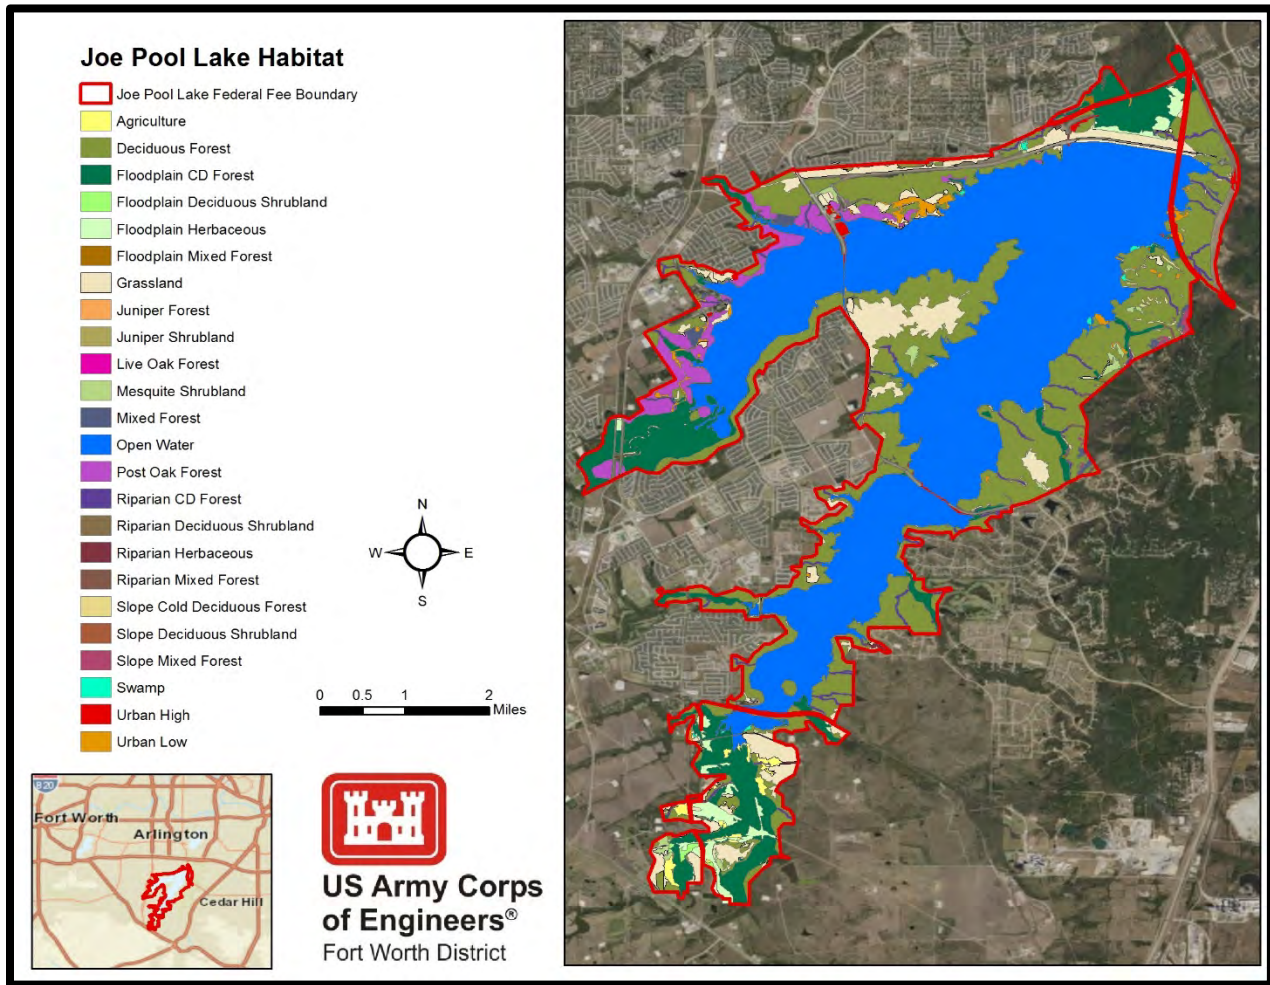 Joe Pool Lake Habitat
Joe Pool Lake Federal Fee Boundary
Agriculture
Deciduous Forest
Floodplain CD Forest
Floodplain Deciduous Shrubland
Floodplain Herbaceous
Floodplain Mixed Forest
Grassland
Juniper Forest
Juniper Shrubland
Live Oak Forest
Mesquite Shrubland
Mixed Forest
Open Water
Post Oak Forest
Riparian CD Forest
Riparian Deciduous Shrubland
Riparian Herbaceous
Riparian Mixed Forest
Slope Cold Deciduous Forest
Slope Deciduous Shrubland
Slope Mixed Forest
Swamp
Urban High
Urban Low
N
W E
S
0 0.5 1 2
Miles
820
Fort Worth
Arlington
Cedar Hill
US Army Corps
of Engineers®
Fort Worth District